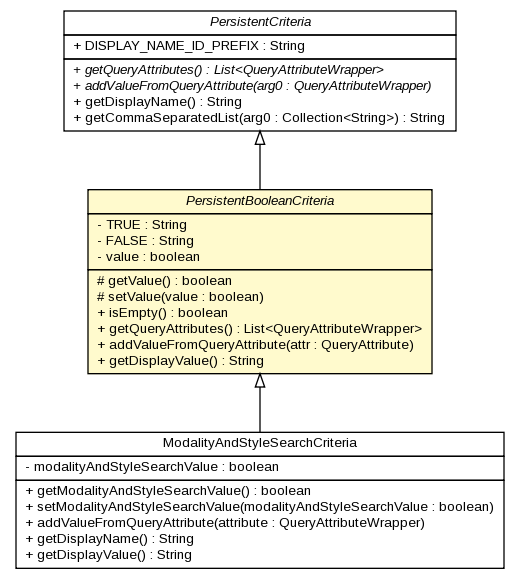 PersistentCriteria
+ DISPLAY_NAME_ID_PREFIX : String
+ getQueryAttributes() : List<QueryAttributeWrapper>
+ addValueFromQueryAttribute(arg0 : QueryAttributeWrapper)
+ getDisplayName() : String
+ getCommaSeparatedList(arg0 : Collection<String>) : String
PersistentBooleanCriteria
- TRUE : String
- FALSE : String
- value : boolean
# getValue() : boolean
# setValue(value : boolean)
+ isEmpty() : boolean
+ getQueryAttributes() : List<QueryAttributeWrapper>
+ addValueFromQueryAttribute(attr : QueryAttribute)
+ getDisplayValue() : String
ModalityAndStyleSearchCriteria
- modalityAndStyleSearchValue : boolean
+ getModalityAndStyleSearchValue() : boolean
+ setModalityAndStyleSearchValue(modalityAndStyleSearchValue : boolean)
+ addValueFromQueryAttribute(attribute : QueryAttributeWrapper)
+ getDisplayName() : String
+ getDisplayValue() : String